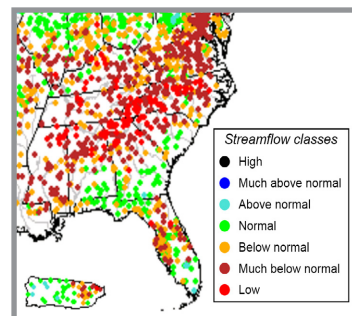 Streamflow classes
High
Much above normal
Above normal
Normal
Below normal
Much below normal
Low